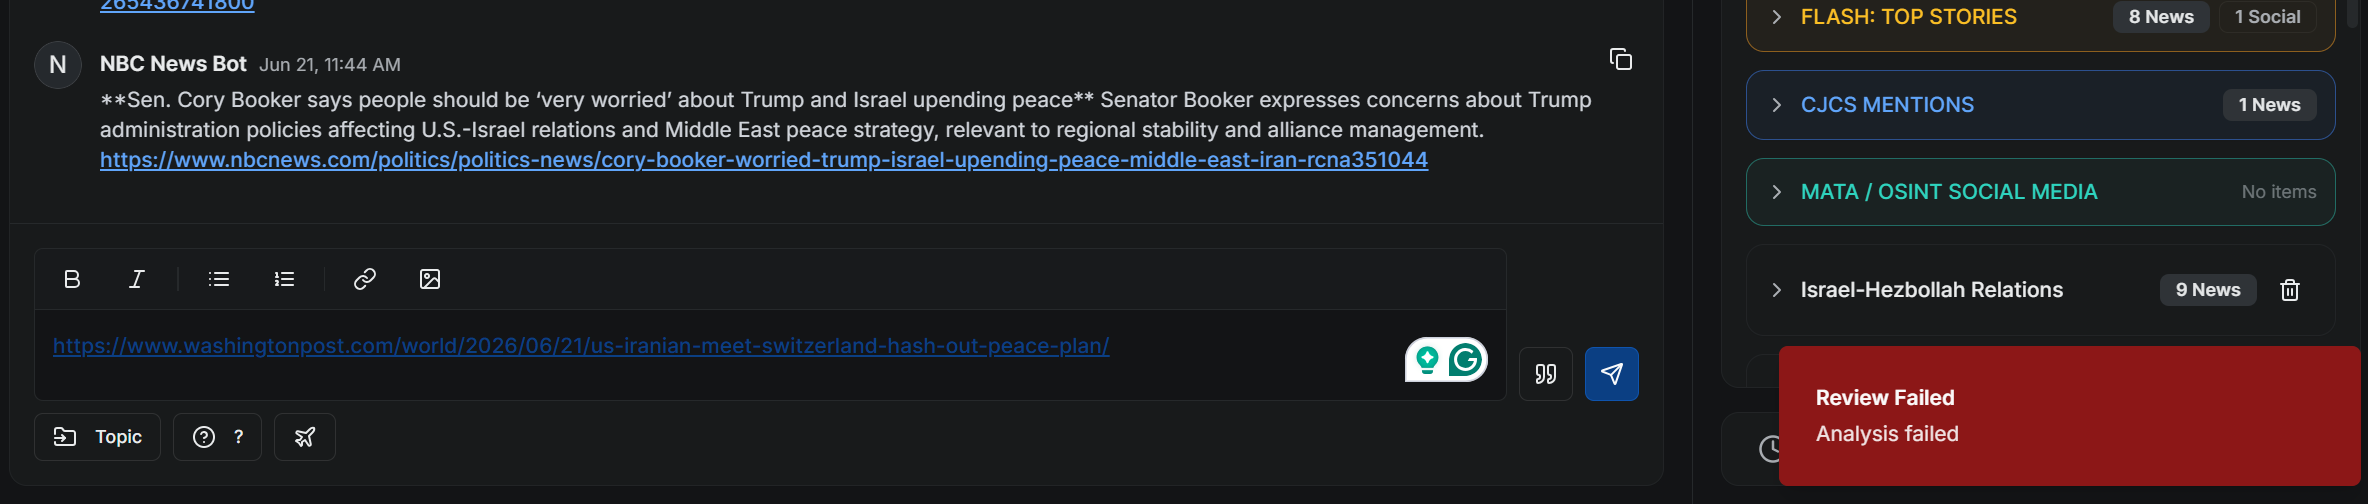 265436741800
N
NBC News Bot Jun 21, 11:44 AM
**Sen. Cory Booker says people should be ‘very worried’ about Trump and Israel upending peace** Senator Booker expresses concerns about Trump
administration policies affecting U.S.-Israel relations and Middle East peace strategy, relevant to regional stability and alliance management.
https://www.nbcnews.com/politics/politics-news/cory-booker-worried-trump-israel-upending-peace-middle-east-iran-rcna351044
B I
https://www.washingtonpost.com/world/2026/06/21/us-iranian-meet-switzerland-hash-out-peace-plan/
Topic
?
FLASH: TOP STORIES 8 News 1 Social
CJCS MENTIONS 1 News
MATA / OSINT SOCIAL MEDIA No items
Israel-Hezbollah Relations 9 News
Review Failed
Analysis failed